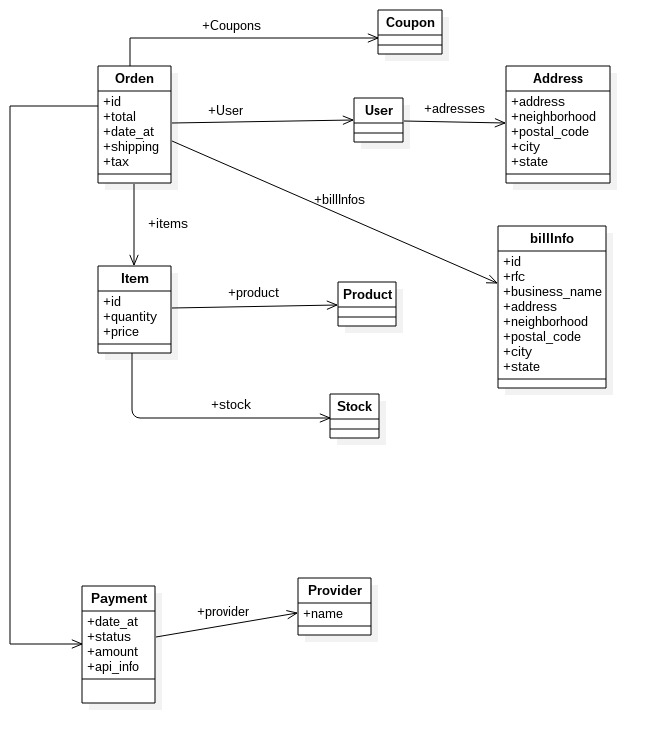 Coupon
+Coupons
Orden
+id
+total
+date_at
+shipping
+tax
+User
User
+adresses
Address
+address
+neighborhood
+postal_code
+city
+state
+billInfos
+items
billInfo
+id
+rfc
+business_name
+address
+neighborhood
+postal_code
+city
+state
Item
+id
+quantity
+price
+product
Product
+stock
Stock
Payment
+date_at
+status
+amount
+api_info
+provider
Provider
+name